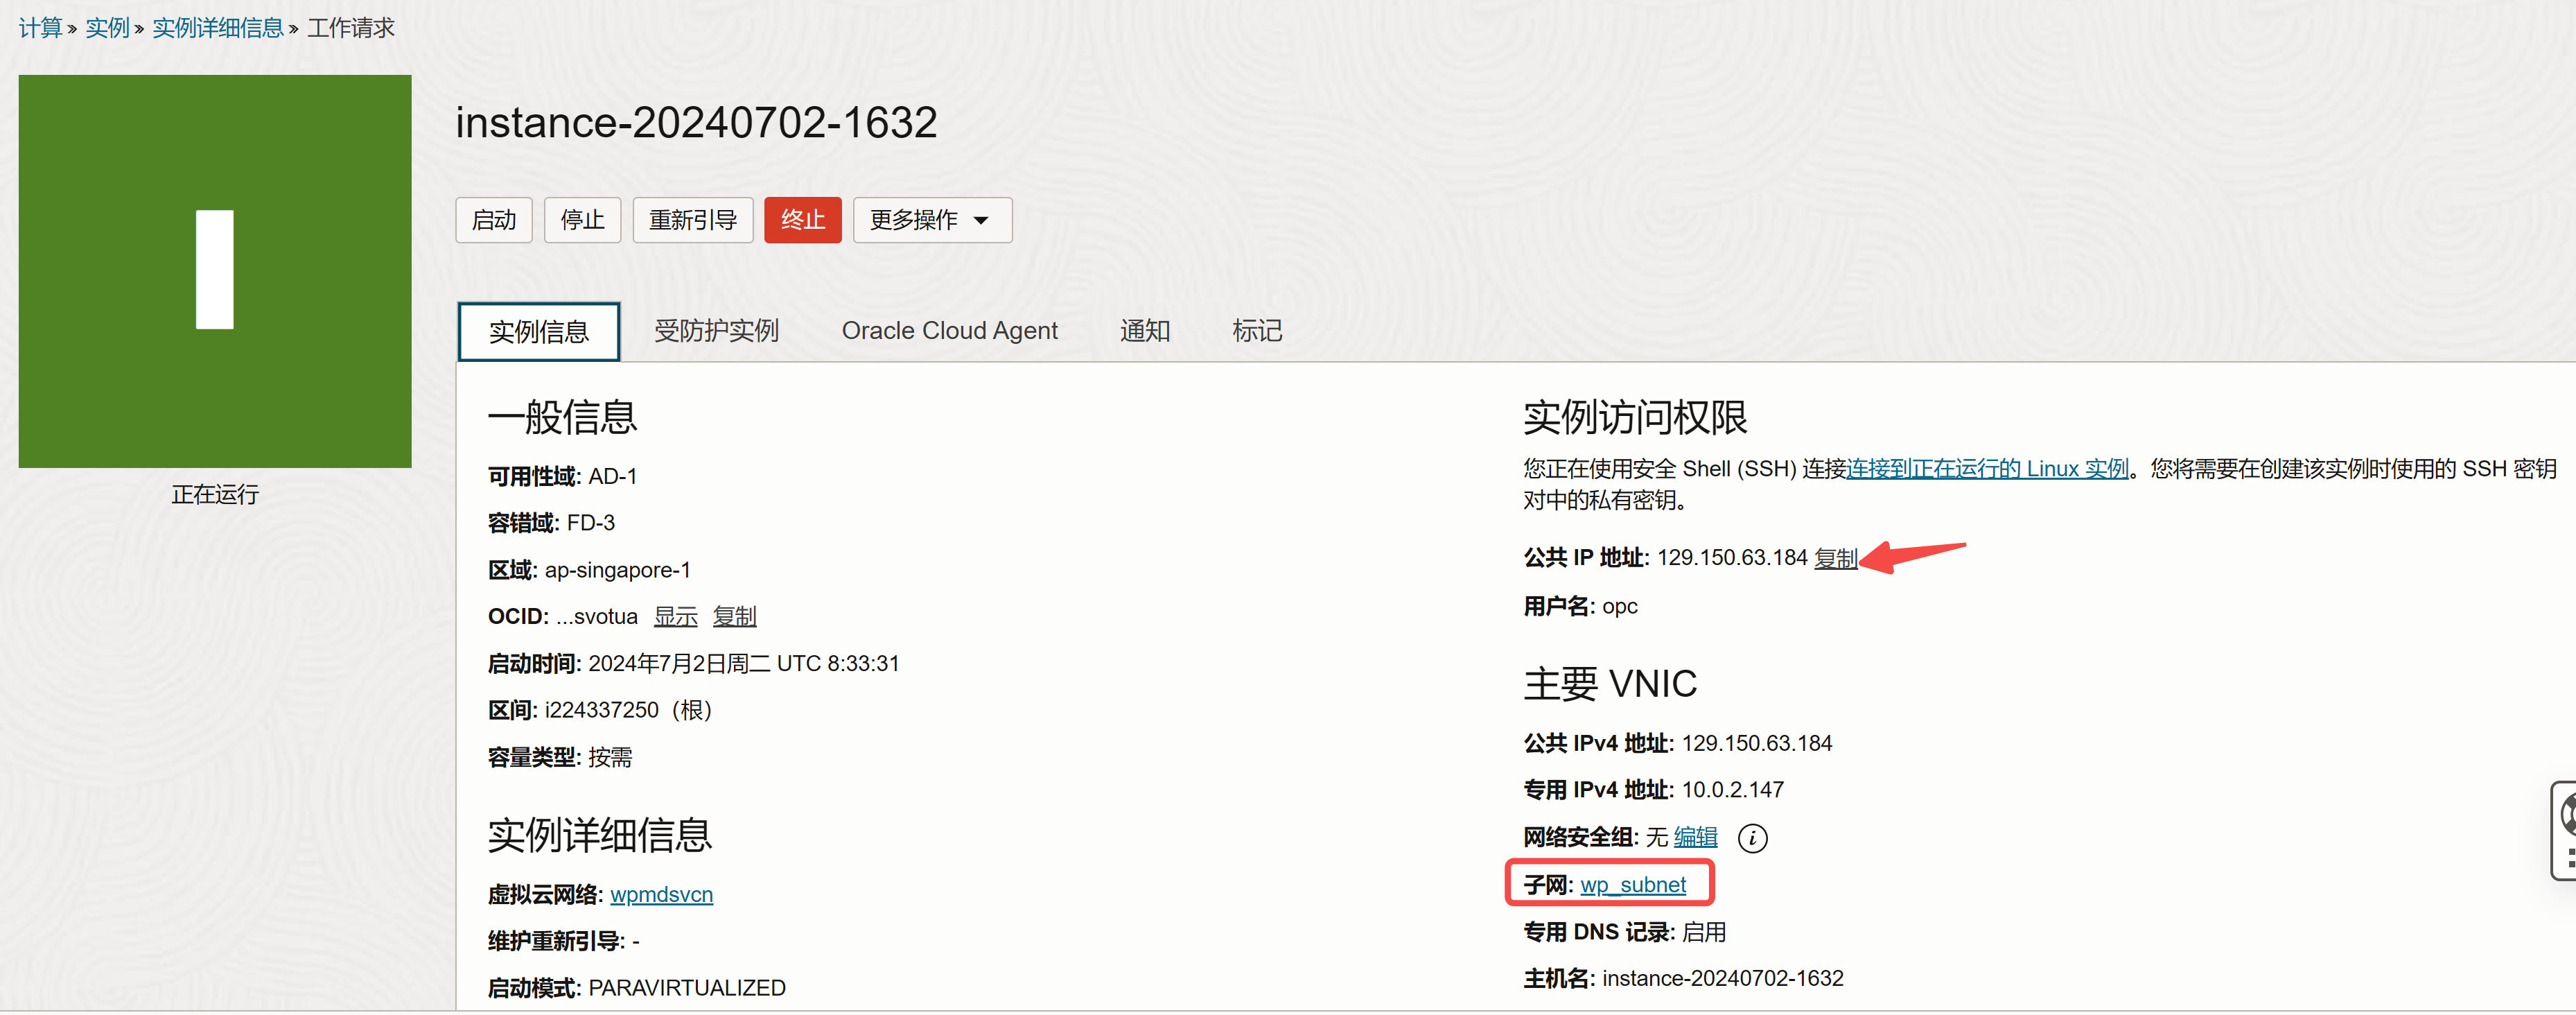 计算 » 实例 » 实例详细信息 » 工作请求
instance-20240702-1632
启动 停止 重新引导 终止 更多操作
实例信息 受防护实例 Oracle Cloud Agent 通知 标记
正在运行
一般信息
可用性域: AD-1
容错域: FD-3
区域: ap-singapore-1
OCID: ...svotua 显示 复制
启动时间: 2024年7月2日周二 UTC 8:33:31
区间: i224337250（根）
容量类型: 按需
实例详细信息
虚拟云网络: wpmdsvcn
维护重新引导: -
启动模式: PARAVIRTUALIZED
实例访问权限
您正在使用安全 Shell (SSH) 连接连接到正在运行的 Linux 实例。您将需要在创建该实例时使用的 SSH 密钥
对中的私有密钥。
公共 IP 地址: 129.150.63.184 复制
用户名: opc
主要 VNIC
公共 IPv4 地址: 129.150.63.184
专用 IPv4 地址: 10.0.2.147
网络安全组: 无 编辑
子网: wp_subnet
专用 DNS 记录: 启用
主机名: instance-20240702-1632